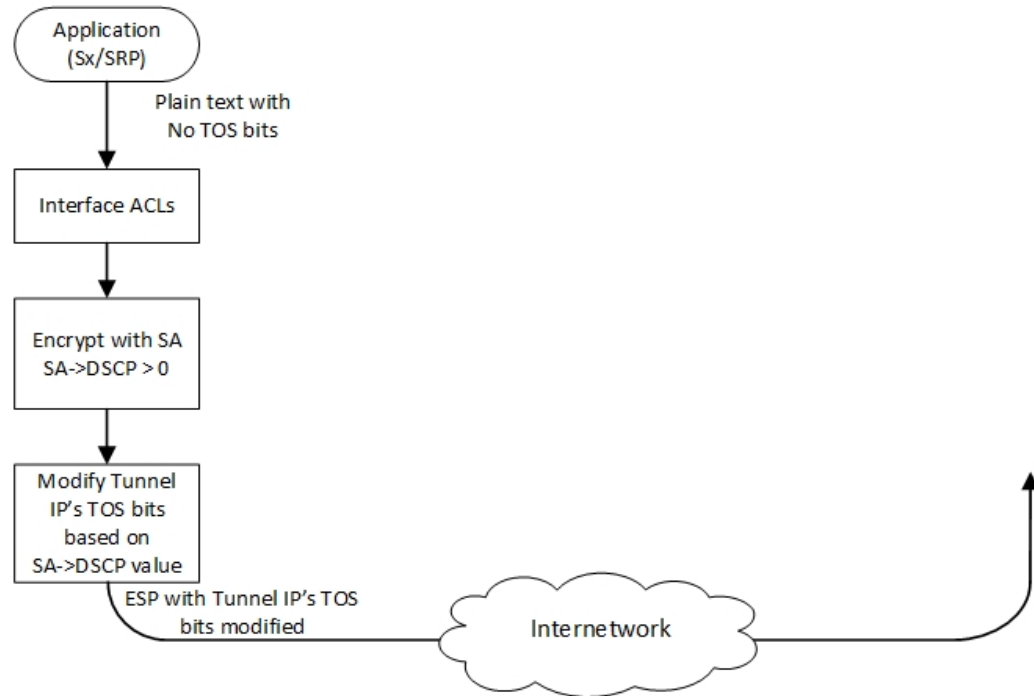 Application
(Sx/SRP)
Plain text with
No TOS bits
Interface ACLs
Encrypt with SA
SA->DSCP > 0
Modify Tunnel
IP's TOS bits
based on
SA->DSCP value
ESP with Tunnel IP's TOS
bits modified
Internetwork